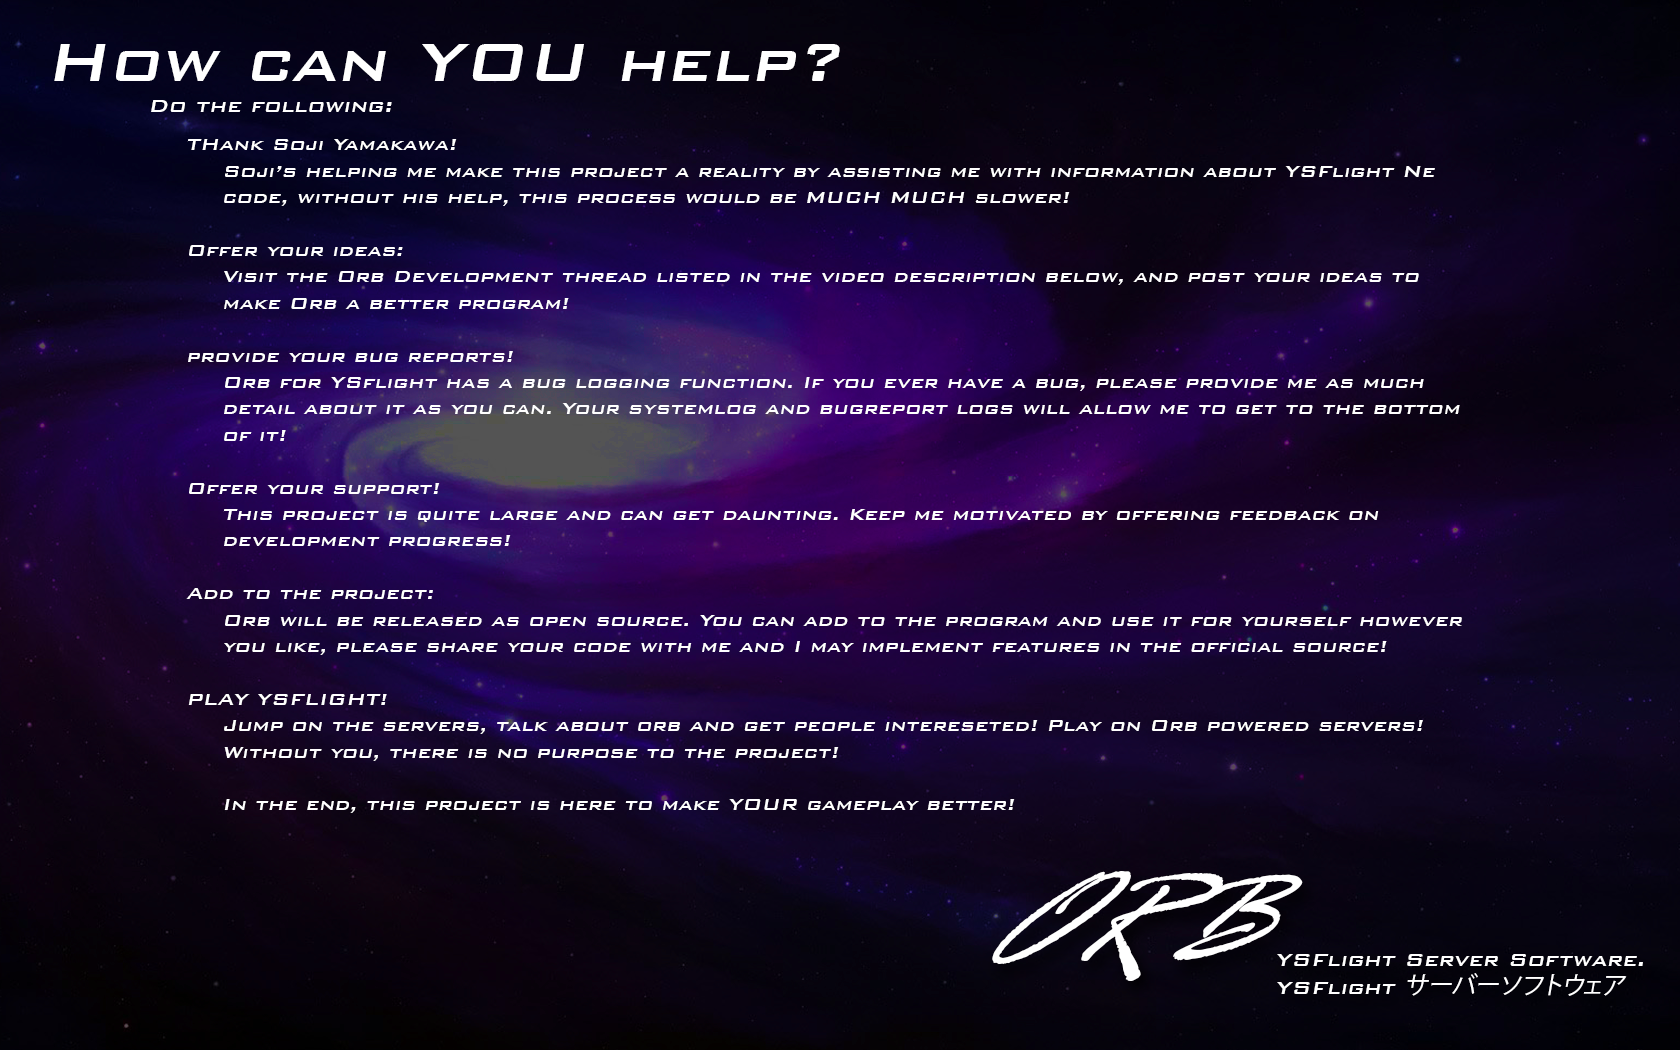 How can YOU help?
Do the following:
THank Soji Yamakawa!
Soji's helping me make this project a reality by assisting me with information about YSFlight Ne
code, without his help, this process would be MUCH MUCH slower!
Offer your ideas:
Visit the Orb Development thread listed in the video description below, and post your ideas to
make Orb a better program!
provide your bug reports!
Orb for YSflight has a bug logging function. If you ever have a bug, please provide me as much
detail about it as you can. Your systemlog and bugreport logs will allow me to get to the bottom
of it!
Offer your support!
This project is quite large and can get daunting. Keep me motivated by offering feedback on
development progress!
Add to the project:
Orb will be released as open source. You can add to the program and use it for yourself however
you like, please share your code with me and I may implement features in the official source!
PLAY YSFLIGHT!
Jump on the servers, talk about orb and get people intereseted! Play on Orb powered servers!
Without you, there is no purpose to the project!
In the end, this project is here to make YOUR gameplay better!
ORB
YSFlight Server Software.
YSFlight サーバーソフトウェア